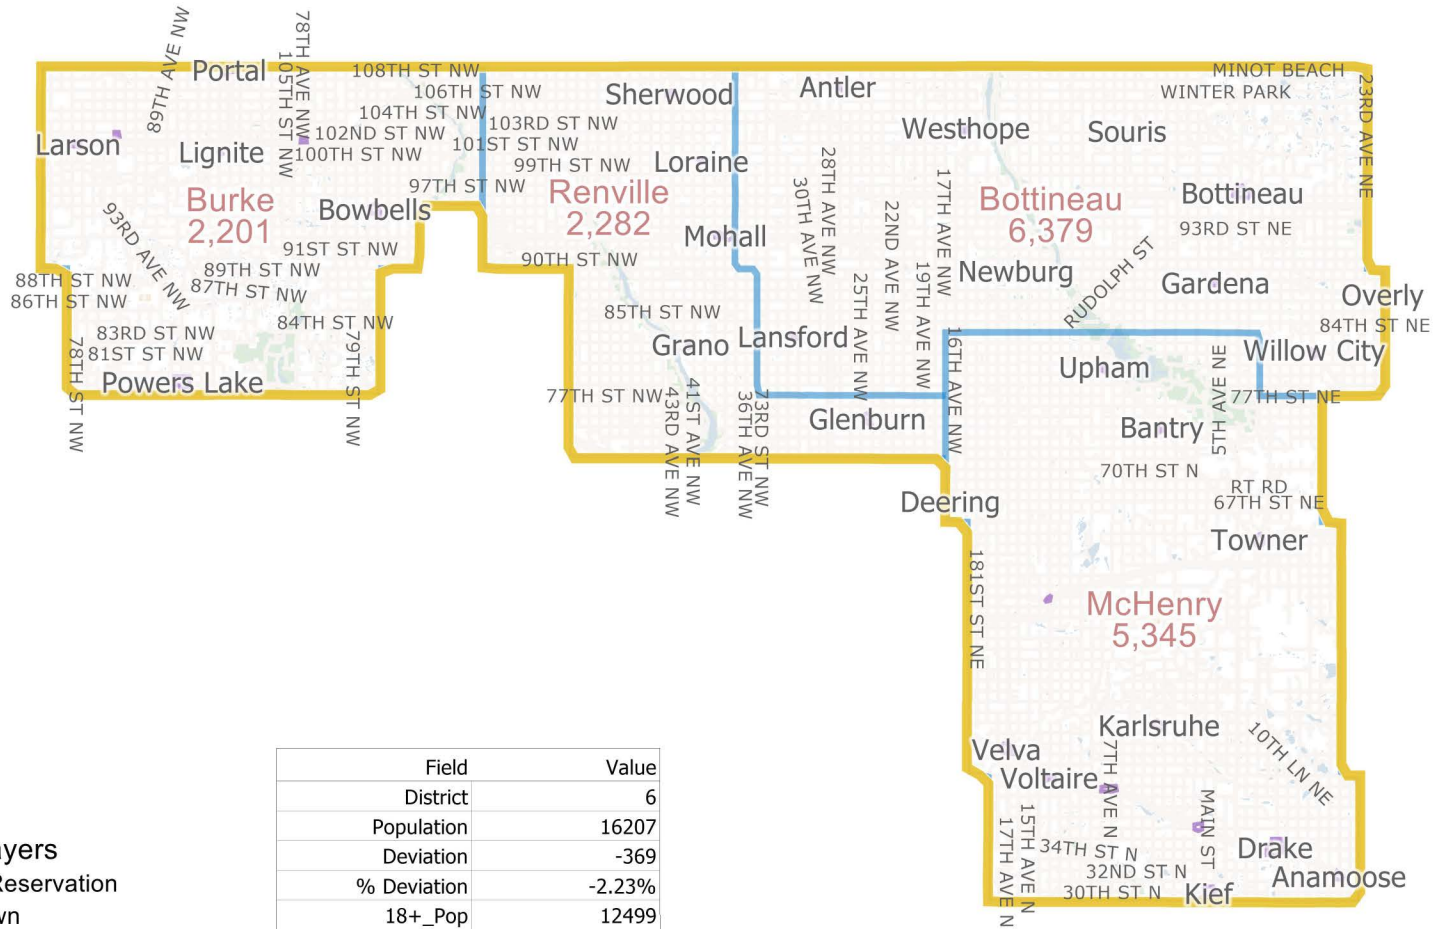 89TH AVE NW
78TH AVE NW
Portal
105TH ST NW
108TH ST NW
MINOT BEACH
106TH ST NW
Sherwood
Antler
WINTER PARK
23RD AVE NE
104TH ST NW
102ND ST NW
103RD ST NW
Westhope
Souris
Larson
Lignite
100TH ST NW
101ST ST NW
99TH ST NW
Loraine
28TH AVE NW
30TH AVE NW
17TH AVE NW
97TH ST NW
Burke
2,201
Bowbells
Renville
2,282
Bottineau
6,379
Bottineau
93RD AVE NW
22ND AVE NW
93RD ST NE
91ST ST NW
Mohall
90TH ST NW
RUDOLPH ST
88TH ST NW
89TH ST NW
Newburg
19TH AVE NW
25TH AVE NW
Gardena
Overly
86TH ST NW
87TH ST NW
85TH ST NW
84TH ST NW
84TH ST NE
83RD ST NW
81ST ST NW
78TH ST NW
79TH ST NW
Grano
Lansford
16TH AVE NW
Upham
5TH AVE NE
Willow City
Powers Lake
77TH ST NW
43RD AVE NW
41ST AVE NW
36TH AVE NW
73RD ST NW
77TH ST NE
Glenburn
Bantry
70TH ST N
RT RD
67TH ST NE
Deering
Towner
181ST ST NE
McHenry
5,345
Karlsruhe
10TH LN NE
Velva
7TH AVE N
Voltaire
MAIN ST
15TH AVE N
17TH AVE N
34TH ST N
Drake
32ND ST N
Anamoose
30TH ST N
Kief
Field Value
District 6
Population 16207
Deviation -369
% Deviation -2.23%
18+_Pop 12499
ayers
Reservation
wn